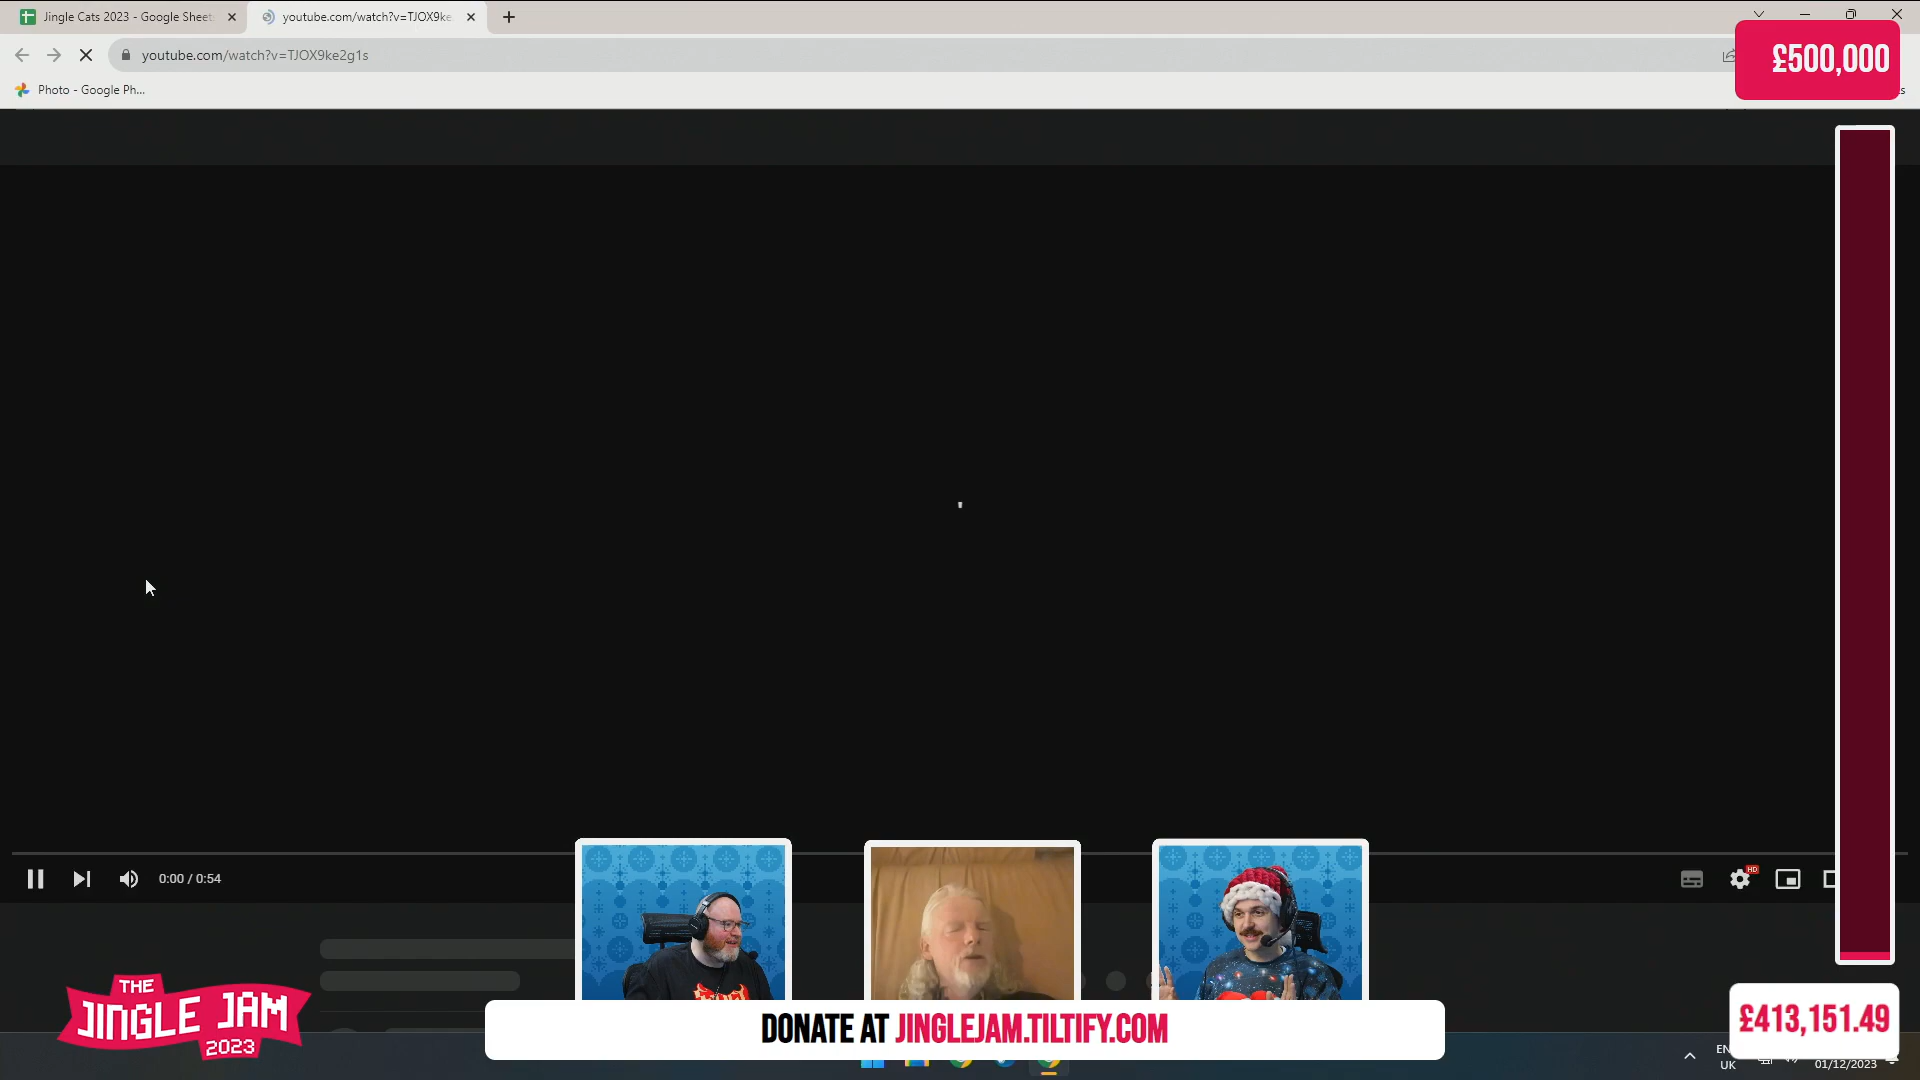 Jingle Cats 2023 - Google Sheet
youtube.com/watch?v=TJOX9ke
youtube.com/watch?v=TJOX9ke2g1s
Photo - Google Ph...
£500,000
0:00 / 0:54
HD
THE
JINGLE JAM
2023
DONATE AT JINGLEJAM.TILTIFY.COM
£413,151.49
UK
01/12/2023